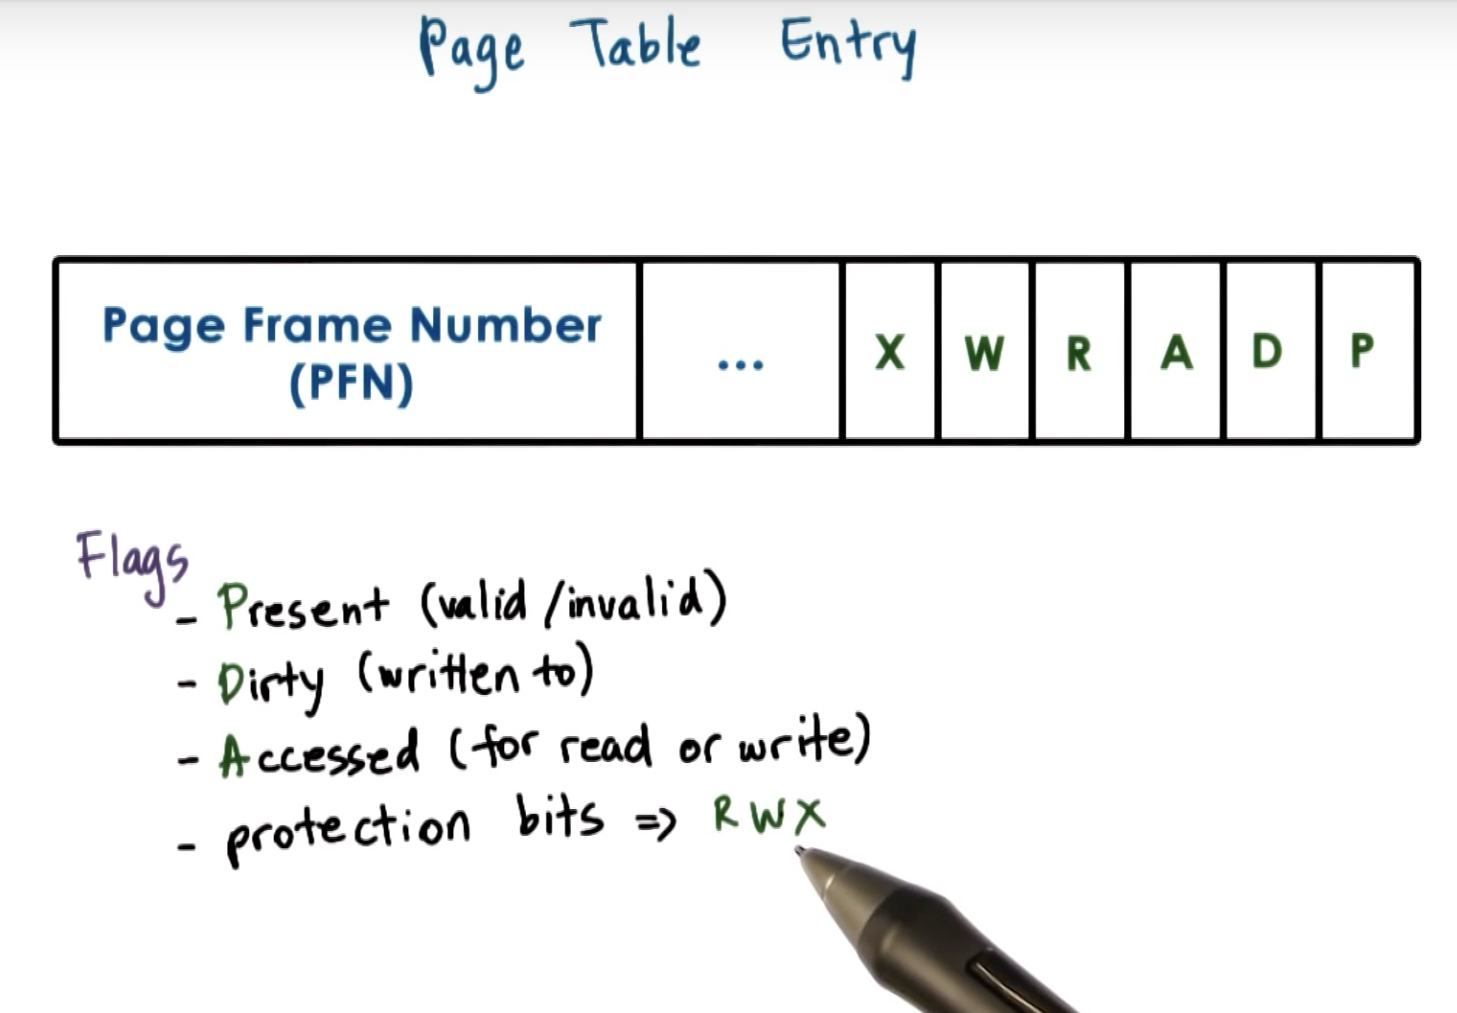 Page Table Entry
Page Frame Number
(PFN)
...
X
W
R
A
D
P
Flags
- Present (valid/invalid)
- Dirty (written to)
- Accessed (for read or write)
- protection bits => RWX